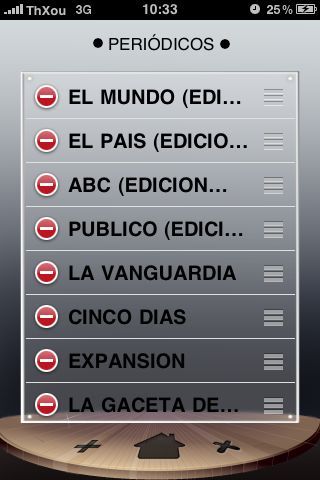 ThXou 3G 10:33 25%
PERIÓDICOS
EL MUNDO (EDI...
EL PAIS (EDICIO...
ABC (EDICION...
PUBLICO (EDICI...
LA VANGUARDIA
CINCO DIAS
EXPANSION
LA GACETA DE...